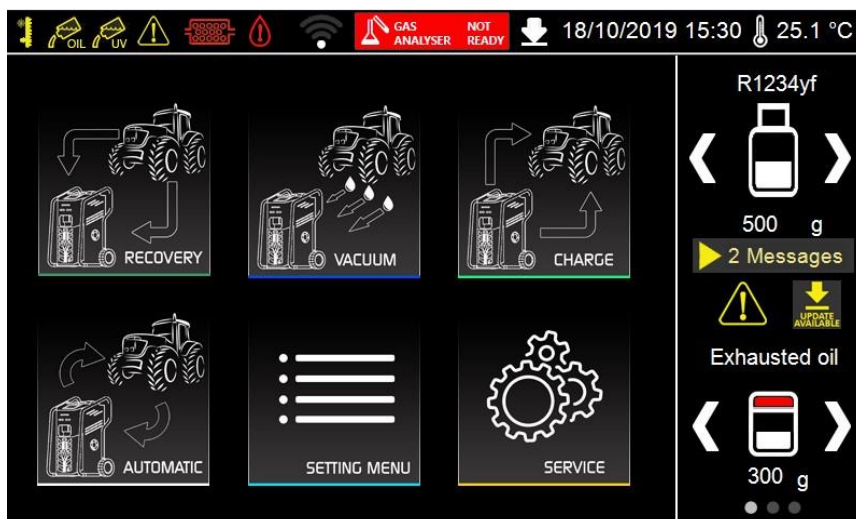 OIL UV GAS ANALYSER NOT READY 18/10/2019 15:30 25.1 °C
RECOVERY
VACUUM
CHARGE
AUTOMATIC
SETTING MENU
SERVICE
R1234yf
500 g
2 Messages
UPDATE
AVAILABLE
Exhausted oil
300 g